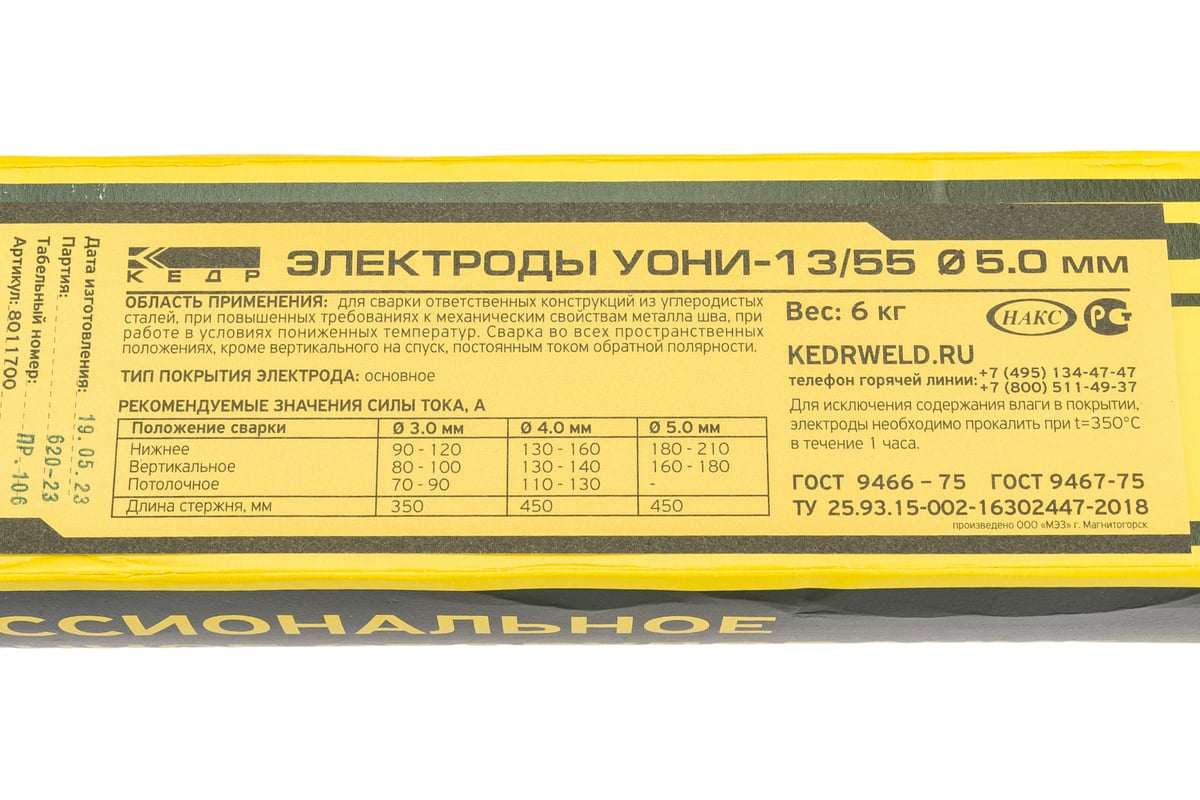 КЕДР
ЭЛЕКТРОДЫ УОНИ-13/55 Ø 5.0 мм
ОБЛАСТЬ ПРИМЕНЕНИЯ: для сварки ответственных конструкций из углеродистых
сталей, при повышенных требованиях к механическим свойствам металла шва, при
работе в условиях пониженных температур. Сварка во всех пространственных
положениях, кроме вертикального на спуск, постоянным током обратной полярности.
ТИП ПОКРЫТИЯ ЭЛЕКТРОДА: основное
РЕКОМЕНДУЕМЫЕ ЗНАЧЕНИЯ СИЛЫ ТОКА, А
Положение сварки Ø 3.0 мм Ø 4.0 мм Ø 5.0 мм
Нижнее 90 - 120 130 - 160 180 - 210
Вертикальное 80 - 100 130 - 140 160 - 180
Потолочное 70 - 90 110 - 130 -
Длина стержня, мм 350 450 450
Вес: 6 кг
НАКС
РСТ
KEDRWELD.RU
телефон горячей линии: +7 (495) 134-47-47
+7 (800) 511-49-37
Для исключения содержания влаги в покрытии,
электроды необходимо прокалить при t=350°С
в течение 1 часа.
ГОСТ 9466 – 75 ГОСТ 9467-75
ТУ 25.93.15-002-16302447-2018
произведено ООО «МЭЗ» г. Магнитогорск
Дата изготовления: 19.05.23
Партия:
Табельный номер: 620-23
Артикул: 8011700 ПР.106
ССИОНАЛЬНОЕ